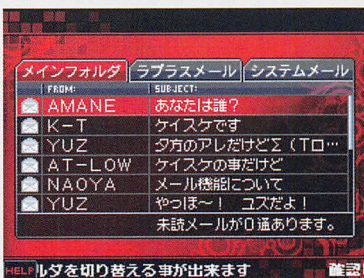 メインフォルダ ラプラスメール システムメール
FROM: SUBJECT:
AMANE あなたは誰?
K-T ケイスケです
YUZ 夕方のアレだけどΣ(Tロ…
AT-LOW ケイスケの事だけど
NAOYA メール機能について
YUZ やっほ~! ユズだよ!
未読メールが0通あります。
HELP ルダを切り替える事が出来ます 確認